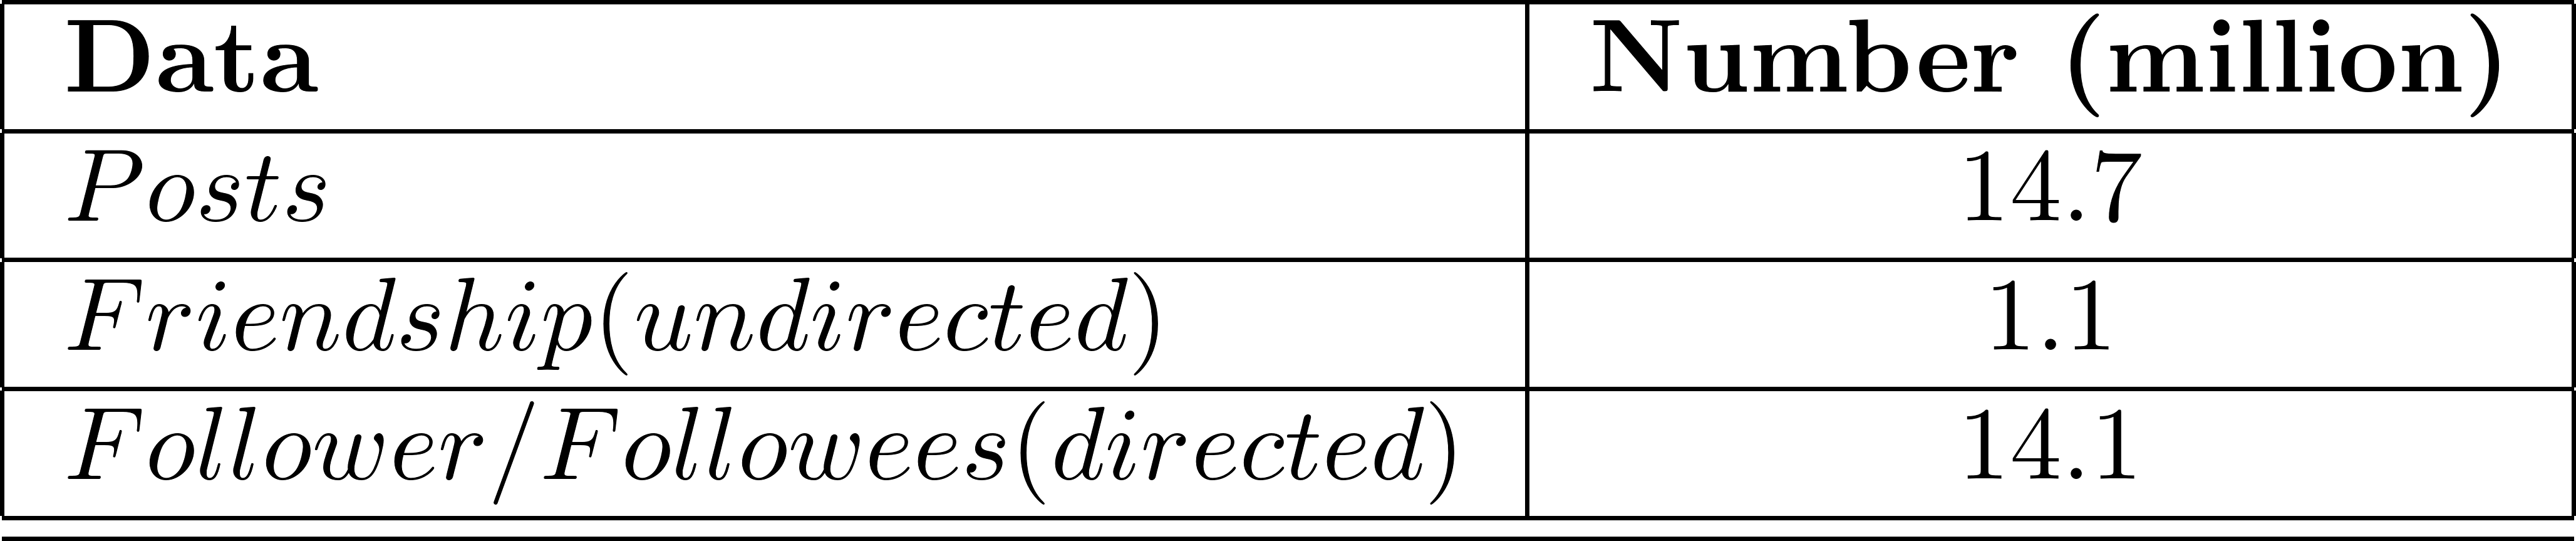 Data Number (million)
Posts 14.7
Friendship(undirected) 1.1
Follower/Followees(directed) 14.1